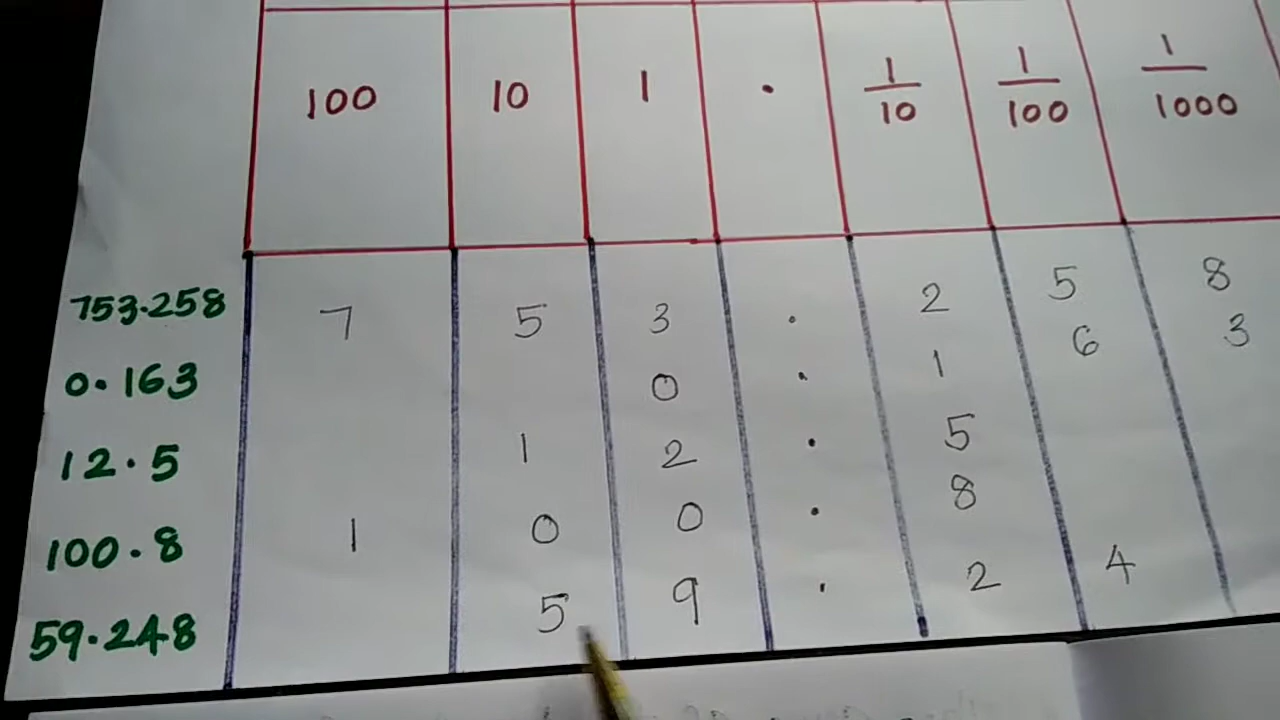 100 10 1 . 1/10 1/100 1/1000
753.258 7 5 3 . 2 5 8
0.163 0 . 1 6 3
12.5 1 2 . 5
100.8 1 0 0 . 8
59.248 5 9 . 2 4